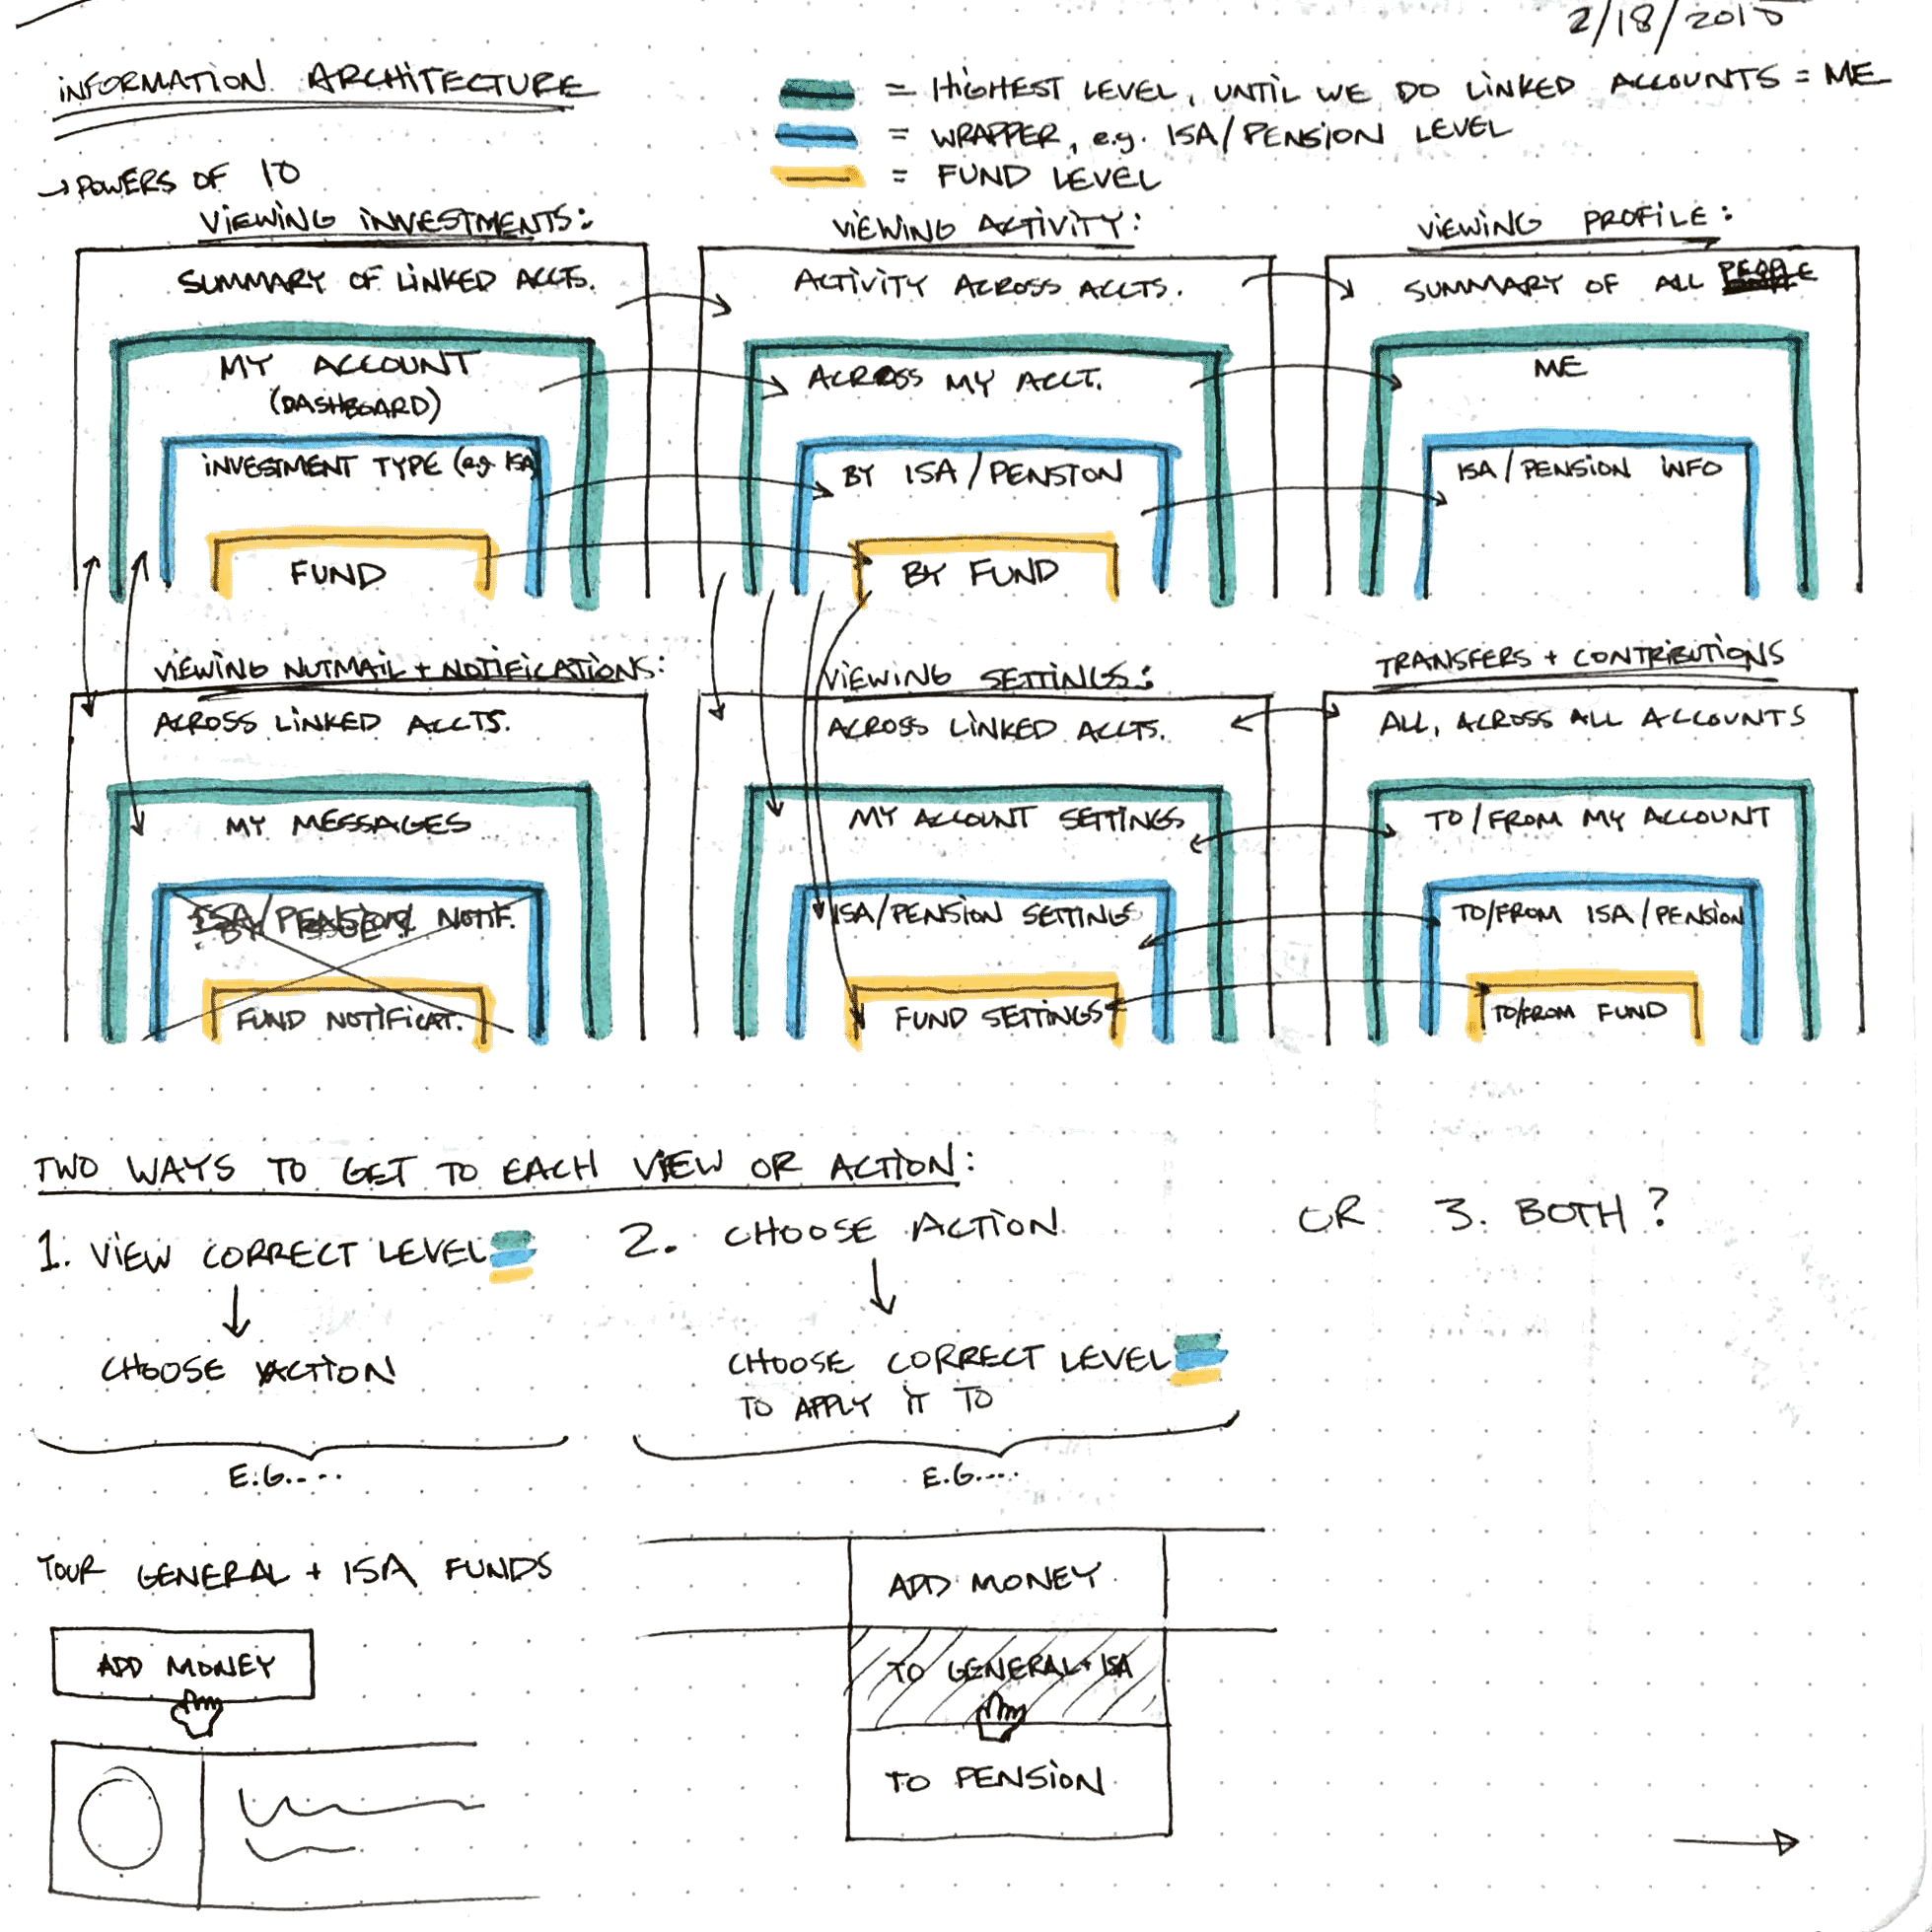 2/18/2015
INFORMATION ARCHITECTURE
= HIGHEST LEVEL, UNTIL WE DO LINKED ACCOUNTS = ME
= WRAPPER, e.g. ISA/PENSION LEVEL
= FUND LEVEL
→ POWERS OF 10
VIEWING INVESTMENTS:
SUMMARY OF LINKED ACCTS.
MY ACCOUNT
(DASHBOARD)
INVESTMENT TYPE (e.g. ISA)
FUND
VIEWING ACTIVITY:
ACTIVITY ACROSS ACCTS.
ACROSS MY ACCT.
BY ISA/PENSION
BY FUND
VIEWING PROFILE:
SUMMARY OF ALL PEOPLE
ME
ISA/PENSION INFO
VIEWING NUTMAIL + NOTIFICATIONS:
ACROSS LINKED ACCTS.
MY MESSAGES
ISA/PENSION NOTIF.
FUND NOTIFICAT.
VIEWING SETTINGS:
ACROSS LINKED ACCTS.
MY ACCOUNT SETTINGS
ISA/PENSION SETTINGS
FUND SETTINGS
TRANSFERS + CONTRIBUTIONS
ALL, ACROSS ALL ACCOUNTS
TO/FROM MY ACCOUNT
TO/FROM ISA/PENSION
TO/FROM FUND
TWO WAYS TO GET TO EACH VIEW OR ACTION:
1. VIEW CORRECT LEVEL
CHOOSE ACTION
E.G....
YOUR GENERAL + ISA FUNDS
ADD MONEY
2. CHOOSE ACTION
CHOOSE CORRECT LEVEL
TO APPLY IT TO
E.G....
ADD MONEY
TO GENERAL + ISA
TO PENSION
OR 3. BOTH?